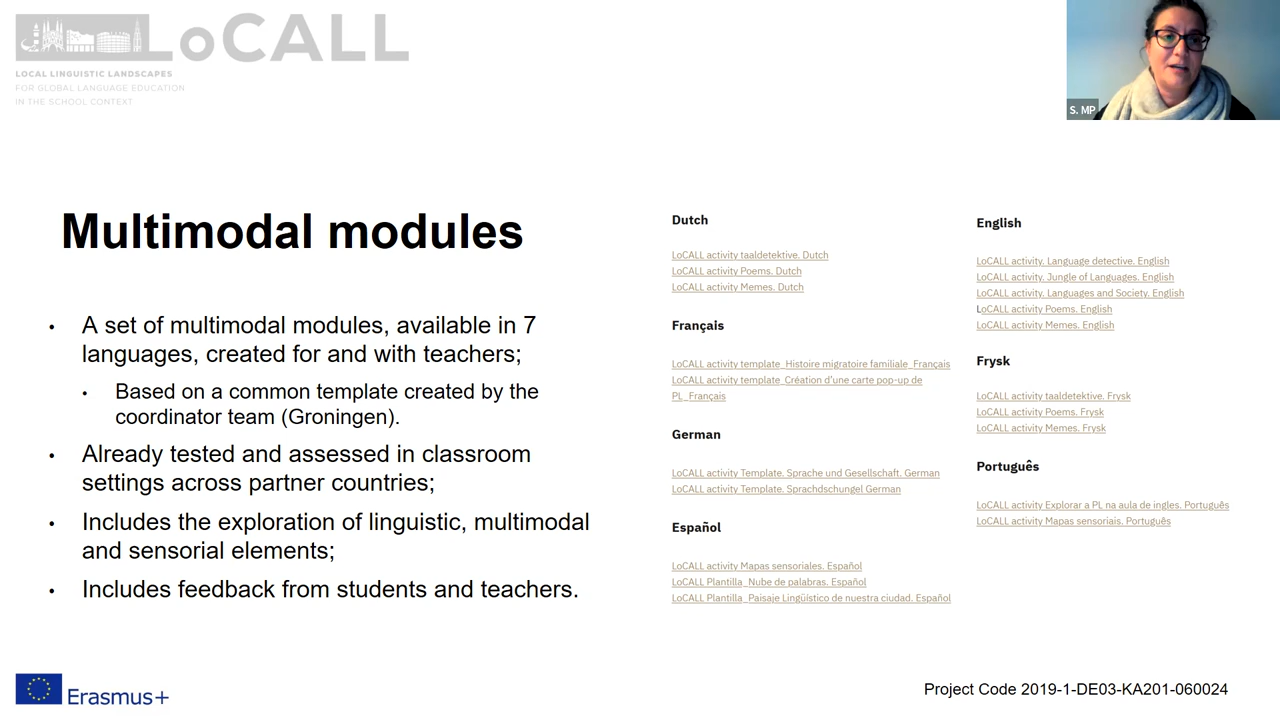 LoCALL
LOCAL LINGUISTIC LANDSCAPES
FOR GLOBAL LANGUAGE EDUCATION
IN THE SCHOOL CONTEXT
S. MP
Multimodal modules
• A set of multimodal modules, available in 7
languages, created for and with teachers;
• Based on a common template created by the
coordinator team (Groningen).
• Already tested and assessed in classroom
settings across partner countries;
• Includes the exploration of linguistic, multimodal
and sensorial elements;
• Includes feedback from students and teachers.
Dutch
LoCALL activity taaldetektive. Dutch
LoCALL activity Poems. Dutch
LoCALL activity Memes. Dutch
Français
LoCALL activity template_Histoire migratoire familiale_Français
LoCALL activity template_Création d'une carte pop-up de
PL_Français
German
LoCALL activity Template. Sprache und Gesellschaft. German
LoCALL activity Template. Sprachdschungel German
Español
LoCALL activity Mapas sensoriales. Español
LoCALL Plantilla_Nube de palabras. Español
LoCALL Plantilla_Paisaje Lingüístico de nuestra ciudad. Español
English
LoCALL activity. Language detective. English
LoCALL activity. Jungle of Languages. English
LoCALL activity. Languages and Society. English
LoCALL activity Poems. English
LoCALL activity Memes. English
Frysk
LoCALL activity taaldetektive. Frysk
LoCALL activity Poems. Frysk
LoCALL activity Memes. Frysk
Português
LoCALL activity Explorar a PL na aula de ingles. Português
LoCALL activity Mapas sensoriais. Português
Erasmus+
Project Code 2019-1-DE03-KA201-060024